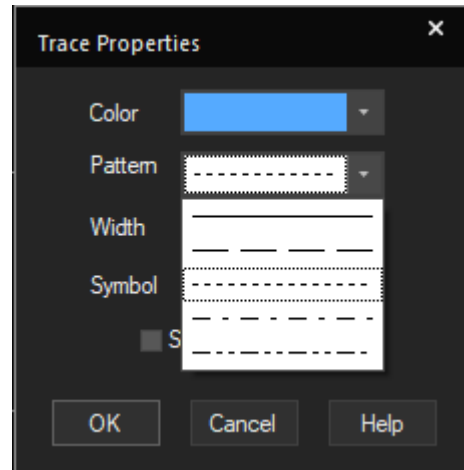 Trace Properties
Color
Pattern
Width
Symbol
S
OK Cancel Help